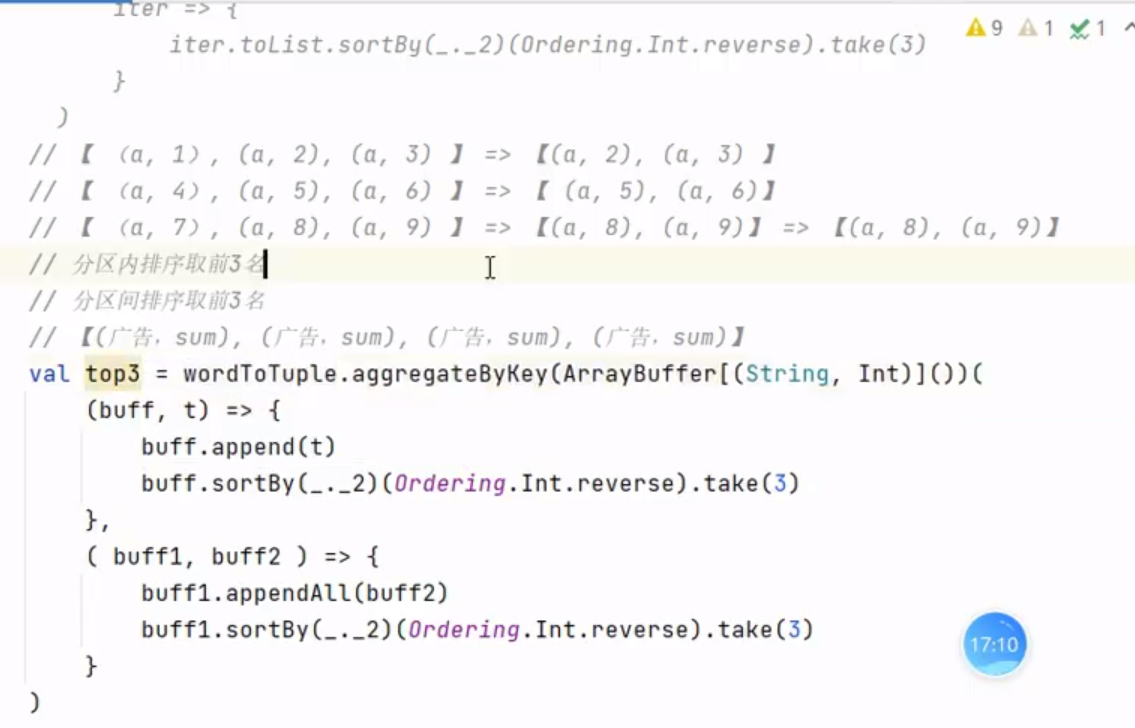 iter => {
iter.toList.sortBy(_._2)(Ordering.Int.reverse).take(3)
}
)
// 【 （a, 1）, (a, 2), (a, 3) 】 => 【(a, 2), (a, 3) 】
// 【 （a, 4）, (a, 5), (a, 6) 】 => 【 (a, 5), (a, 6)】
// 【 （a, 7）, (a, 8), (a, 9) 】 => 【(a, 8), (a, 9)】 => 【(a, 8), (a, 9)】
// 分区内排序取前3名
// 分区间排序取前3名
// 【(广告，sum), (广告，sum), (广告，sum), (广告，sum)】
val top3 = wordToTuple.aggregateByKey(ArrayBuffer[(String, Int)]())(
(buff, t) => {
buff.append(t)
buff.sortBy(_._2)(Ordering.Int.reverse).take(3)
},
( buff1, buff2 ) => {
buff1.appendAll(buff2)
buff1.sortBy(_._2)(Ordering.Int.reverse).take(3)
}
)
9 1 1
17:10